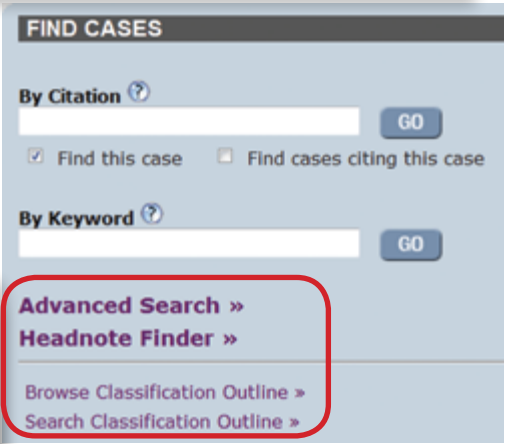 FIND CASES
By Citation ?
GO
Find this case Find cases citing this case
By Keyword ?
GO
Advanced Search »
Headnote Finder »
Browse Classification Outline »
Search Classification Outline »